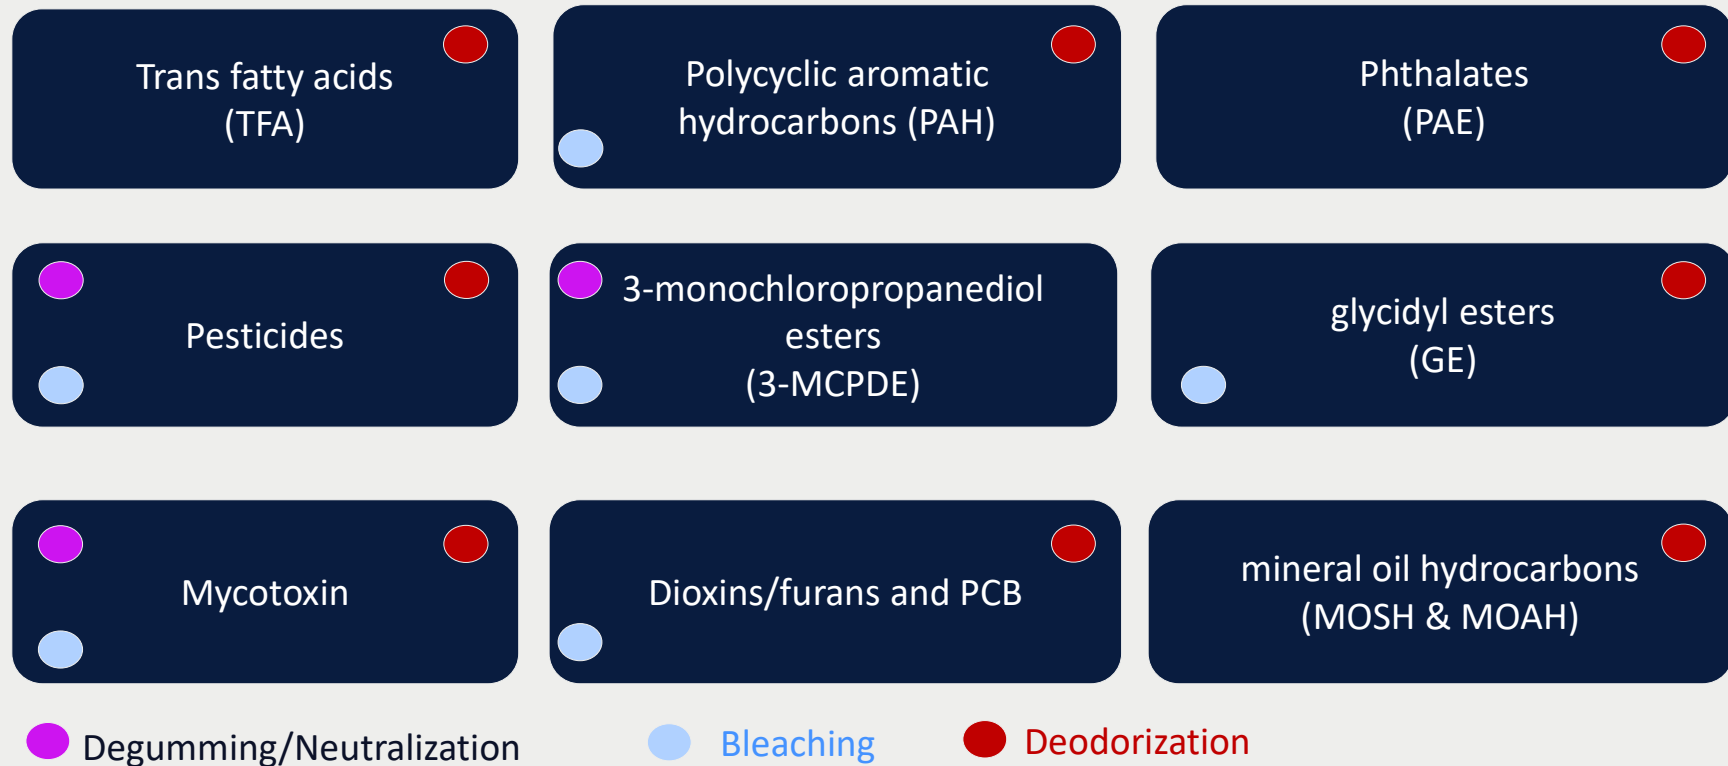 Trans fatty acids
(TFA)
Polycyclic aromatic
hydrocarbons (PAH)
Phthalates
(PAE)
Pesticides
3-monochloropropanediol
esters
(3-MCPDE)
glycidyl esters
(GE)
Mycotoxin
Dioxins/furans and PCB
mineral oil hydrocarbons
(MOSH & MOAH)
Degumming/Neutralization
Bleaching
Deodorization